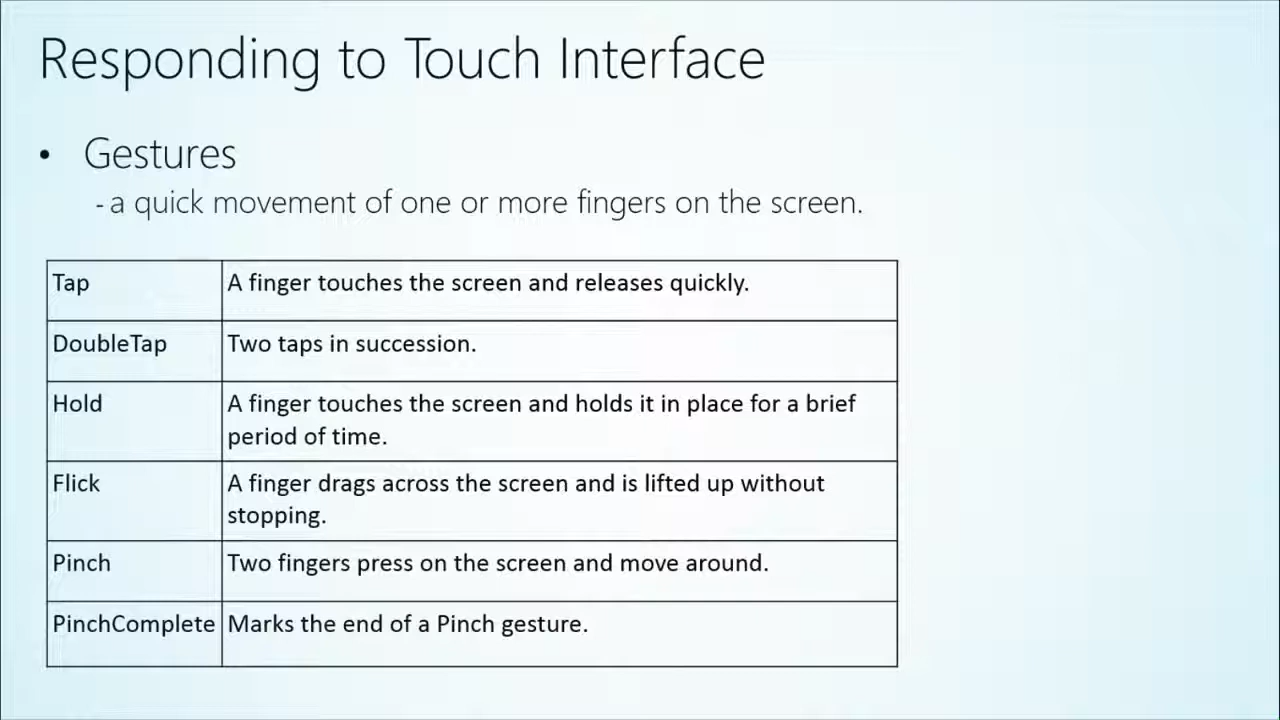 Responding to Touch Interface
• Gestures
- a quick movement of one or more fingers on the screen.
Tap A finger touches the screen and releases quickly.
DoubleTap Two taps in succession.
Hold A finger touches the screen and holds it in place for a brief
period of time.
Flick A finger drags across the screen and is lifted up without
stopping.
Pinch Two fingers press on the screen and move around.
PinchComplete Marks the end of a Pinch gesture.